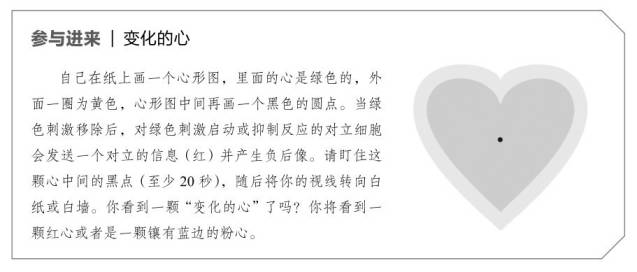 参与进来｜变化的心
自己在纸上画一个心形图，里面的心是绿色的，外
面一圈为黄色，心形图中间再画一个黑色的圆点。当绿
色刺激移除后，对绿色刺激启动或抑制反应的对立细胞
会发送一个对立的信息（红）并产生负后像。请盯住这
颗心中间的黑点（至少 20 秒），随后将你的视线转向白
纸或白墙。你看到一颗“变化的心”了吗？你将看到一
颗红心或者是一颗镶有蓝边的粉心。